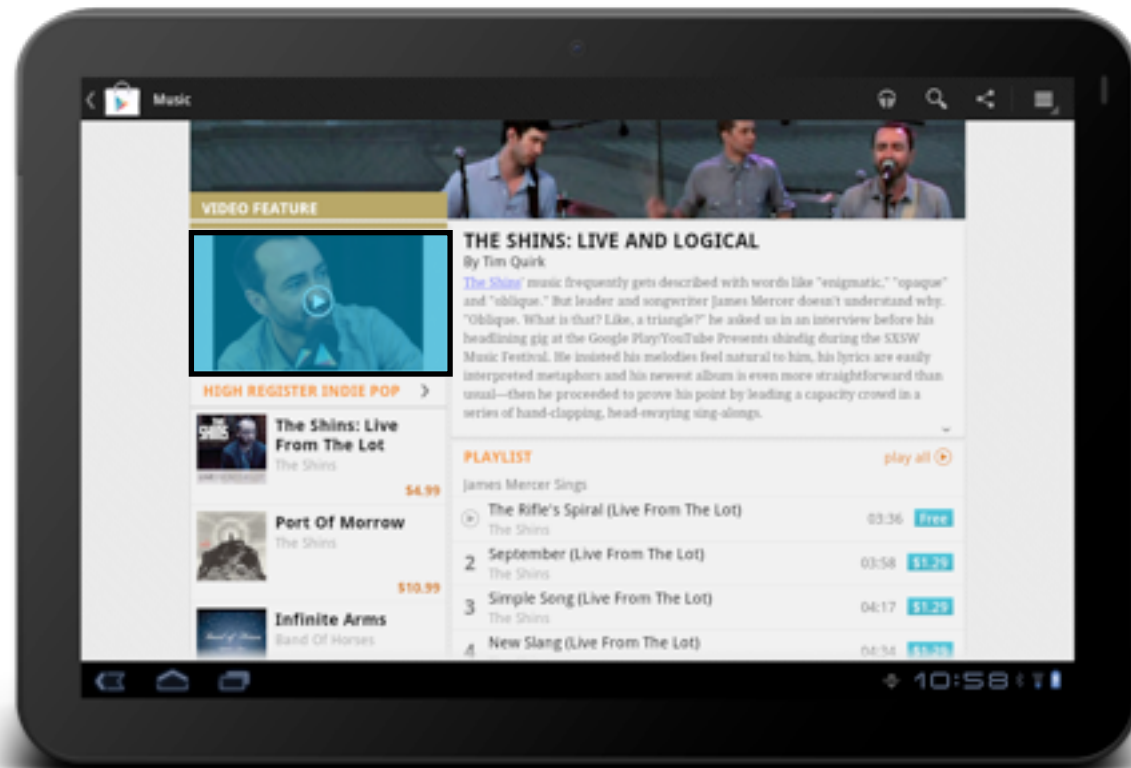 Music
VIDEO FEATURE
THE SHINS: LIVE AND LOGICAL
By Tim Quirk
The Shins' music frequently gets described with words like "enigmatic," "opaque"
and "oblique." But leader and songwriter James Mercer doesn't understand why.
"Oblique. What is that? Like, a triangle?" he asked us in an interview before his
headlining gig at the Google Play/YouTube Presents shindig during the SXSW
Music Festival. He insisted his melodies feel natural to him, his lyrics are easily
interpreted metaphors and his newest album is even more straightforward than
usual—then he proceeded to prove his point by leading a capacity crowd in a
series of hand-clapping, head-swaying sing-alongs.
HIGH REGISTER INDIE POP
The Shins: Live
From The Lot
The Shins
$4.99
Port Of Morrow
The Shins
$10.99
Infinite Arms
Band Of Horses
PLAYLIST
play all
James Mercer Sings
The Rifle's Spiral (Live From The Lot)
The Shins
03:36 Free
2 September (Live From The Lot)
The Shins
03:58 $1.29
3 Simple Song (Live From The Lot)
The Shins
04:17 $1.29
4 New Slang (Live From The Lot)
04:34 $1.29
10:58